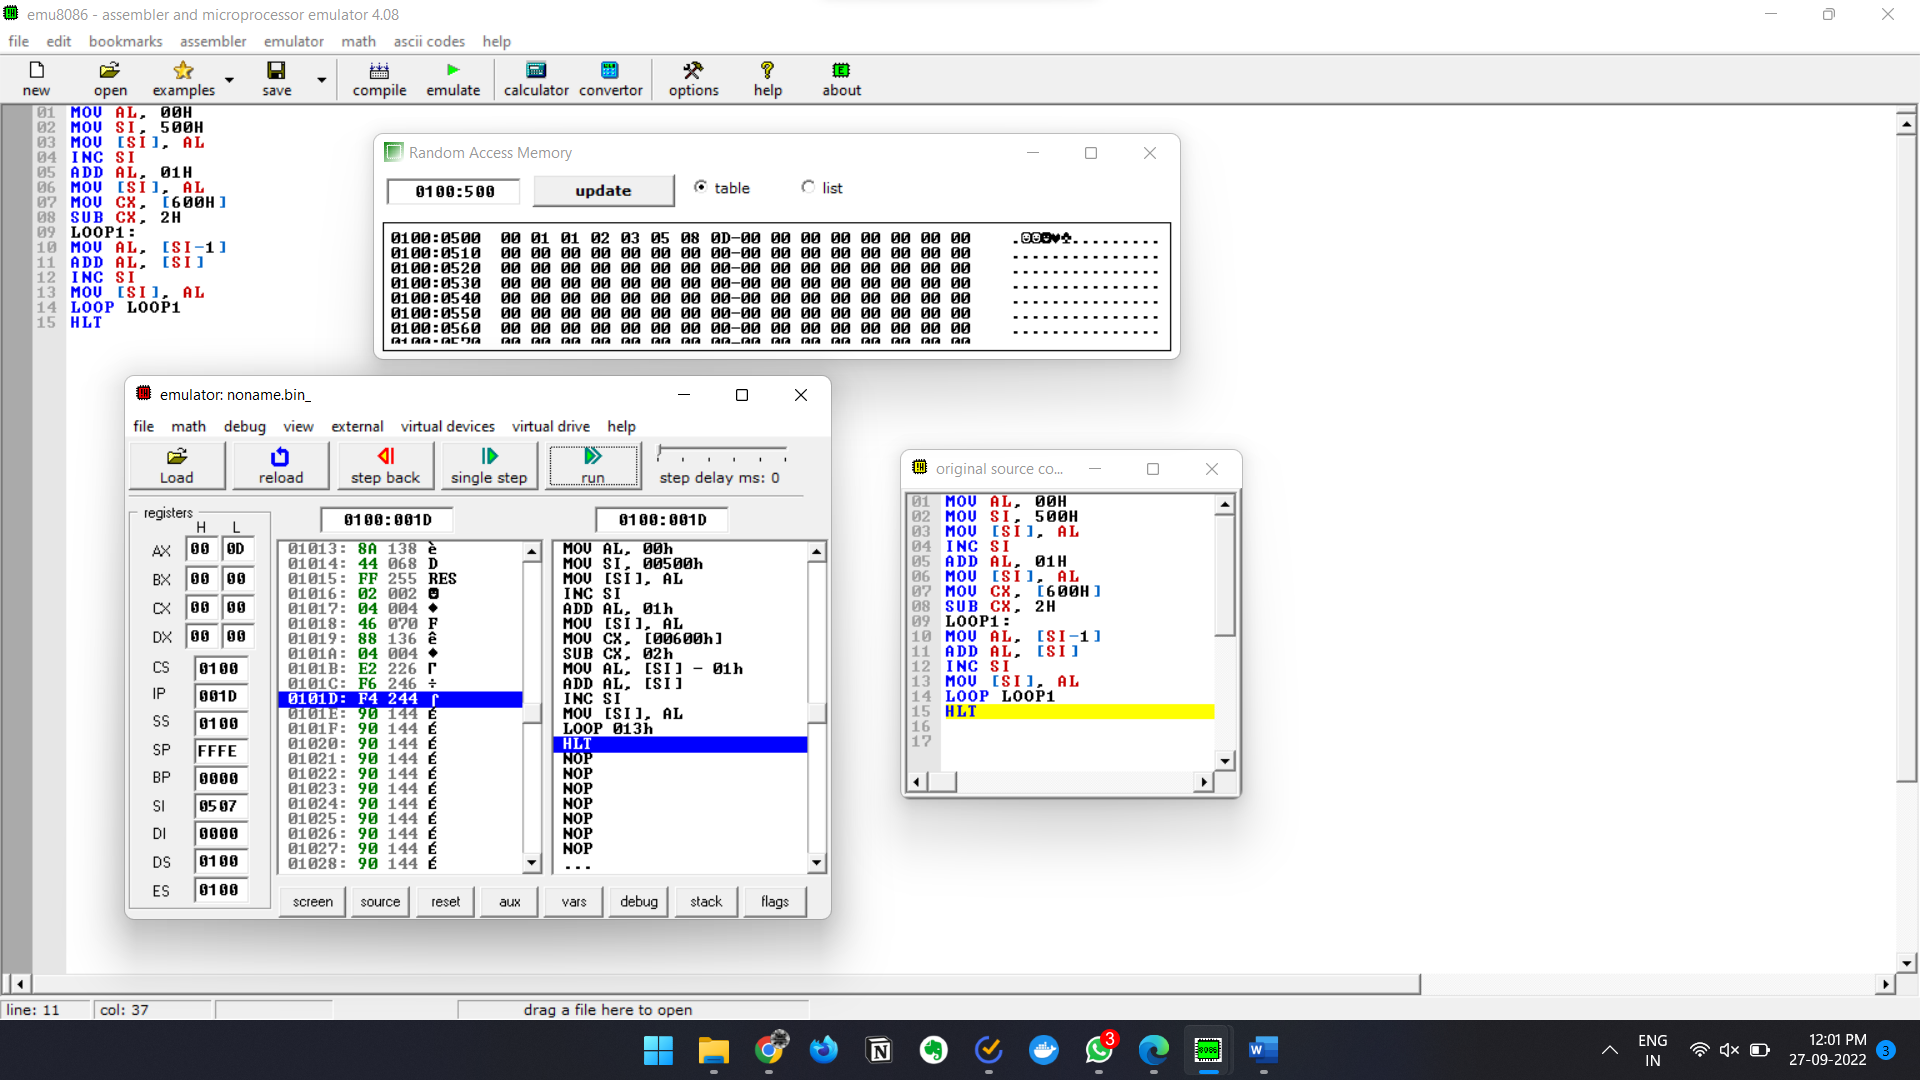 emu8086 - assembler and microprocessor emulator 4.08
file edit bookmarks assembler emulator math ascii codes help
new open examples save compile emulate calculator convertor options help about
01 MOV AL, 00H
02 MOV SI, 500H
03 MOV [SI], AL
04 INC SI
05 ADD AL, 01H
06 MOV [SI], AL
07 MOV CX, [600H]
08 SUB CX, 2H
09 LOOP1:
10 MOV AL, [SI-1]
11 ADD AL, [SI]
12 INC SI
13 MOV [SI], AL
14 LOOP LOOP1
15 HLT
Random Access Memory
0100:500 update table list
0100:0500 00 01 01 02 03 05 08 0D-00 00 00 00 00 00 00 00 .☺☺☻♥♣.........
0100:0510 00 00 00 00 00 00 00 00-00 00 00 00 00 00 00 00 ...............
0100:0520 00 00 00 00 00 00 00 00-00 00 00 00 00 00 00 00 ...............
0100:0530 00 00 00 00 00 00 00 00-00 00 00 00 00 00 00 00 ...............
0100:0540 00 00 00 00 00 00 00 00-00 00 00 00 00 00 00 00 ...............
0100:0550 00 00 00 00 00 00 00 00-00 00 00 00 00 00 00 00 ...............
0100:0560 00 00 00 00 00 00 00 00-00 00 00 00 00 00 00 00 ...............
0100:0570 00 00 00 00 00 00 00 00-00 00 00 00 00 00 00 00
emulator: noname.bin_
file math debug view external virtual devices virtual drive help
Load reload step back single step run step delay ms: 0
registers
H L
AX 00 0D
BX 00 00
CX 00 00
DX 00 00
CS 0100
IP 001D
SS 0100
SP FFFE
BP 0000
SI 0507
DI 0000
DS 0100
ES 0100
0100:001D
01013: 8A 138 è
01014: 44 068 D
01015: FF 255 RES
01016: 02 002 ☻
01017: 04 004 ♦
01018: 46 070 F
01019: 88 136 ê
0101A: 04 004 ♦
0101B: E2 226 Γ
0101C: F6 246 ÷
0101D: F4 244 ⌠
0101E: 90 144 É
0101F: 90 144 É
01020: 90 144 É
01021: 90 144 É
01022: 90 144 É
01023: 90 144 É
01024: 90 144 É
01025: 90 144 É
01026: 90 144 É
01027: 90 144 É
01028: 90 144 É
0100:001D
MOV AL, 00h
MOV SI, 00500h
MOV [SI], AL
INC SI
ADD AL, 01h
MOV [SI], AL
MOV CX, [00600h]
SUB CX, 02h
MOV AL, [SI] - 01h
ADD AL, [SI]
INC SI
MOV [SI], AL
LOOP 013h
HLT
NOP
NOP
NOP
NOP
NOP
NOP
NOP
...
screen source reset aux vars debug stack flags
original source co...
01 MOV AL, 00H
02 MOV SI, 500H
03 MOV [SI], AL
04 INC SI
05 ADD AL, 01H
06 MOV [SI], AL
07 MOV CX, [600H]
08 SUB CX, 2H
09 LOOP1:
10 MOV AL, [SI-1]
11 ADD AL, [SI]
12 INC SI
13 MOV [SI], AL
14 LOOP LOOP1
15 HLT
16
17
line: 11 col: 37 drag a file here to open
3
8086
W
ENG
IN
12:01 PM
27-09-2022
3